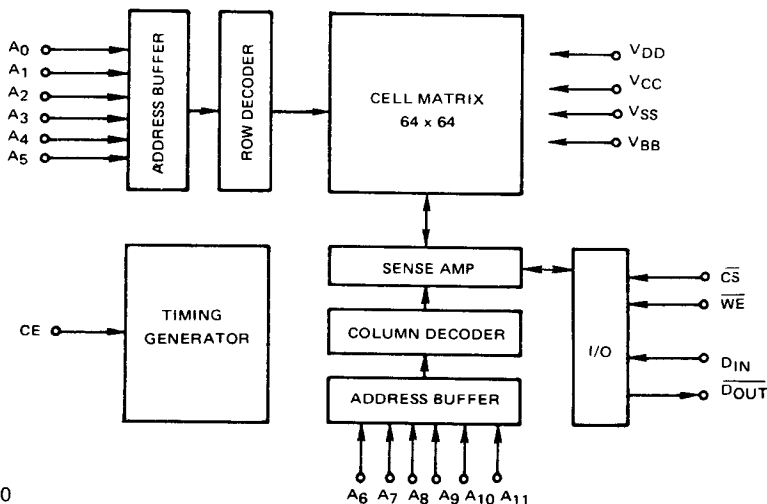 A0
A1
A2
A3
A4
A5
ADDRESS BUFFER
ROW DECODER
CELL MATRIX
64 x 64
VDD
VCC
VSS
VBB
SENSE AMP
COLUMN DECODER
ADDRESS BUFFER
CE
TIMING
GENERATOR
I/O
CS
WE
DIN
DOUT
A6 A7 A8 A9 A10 A11
0